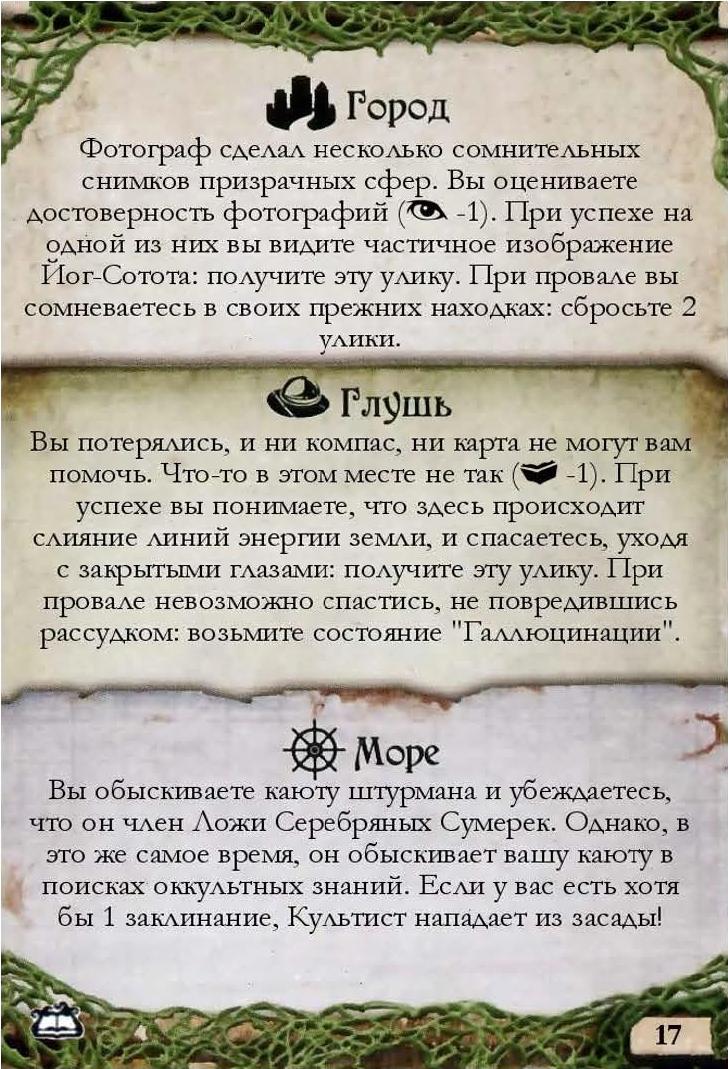 Город
Фотограф сделал несколько сомнительных
снимков призрачных сфер. Вы оцениваете
достоверность фотографий ( -1). При успехе на
одной из них вы видите частичное изображение
Йог-Сотота: получите эту улику. При провале вы
сомневаетесь в своих прежних находках: сбросьте 2
улики.
Глушь
Вы потерялись, и ни компас, ни карта не могут вам
помочь. Что-то в этом месте не так ( -1). При
успехе вы понимаете, что здесь происходит
слияние линий энергии земли, и спасаетесь, уходя
с закрытыми глазами: получите эту улику. При
провале невозможно спастись, не повредившись
рассудком: возьмите состояние "Галлюцинации".
Море
Вы обыскиваете каюту штурмана и убеждаетесь,
что он член Ложи Серебряных Сумерек. Однако, в
это же самое время, он обыскивает вашу каюту в
поисках оккультных знаний. Если у вас есть хотя
бы 1 заклинание, Культист нападает из засады!
17